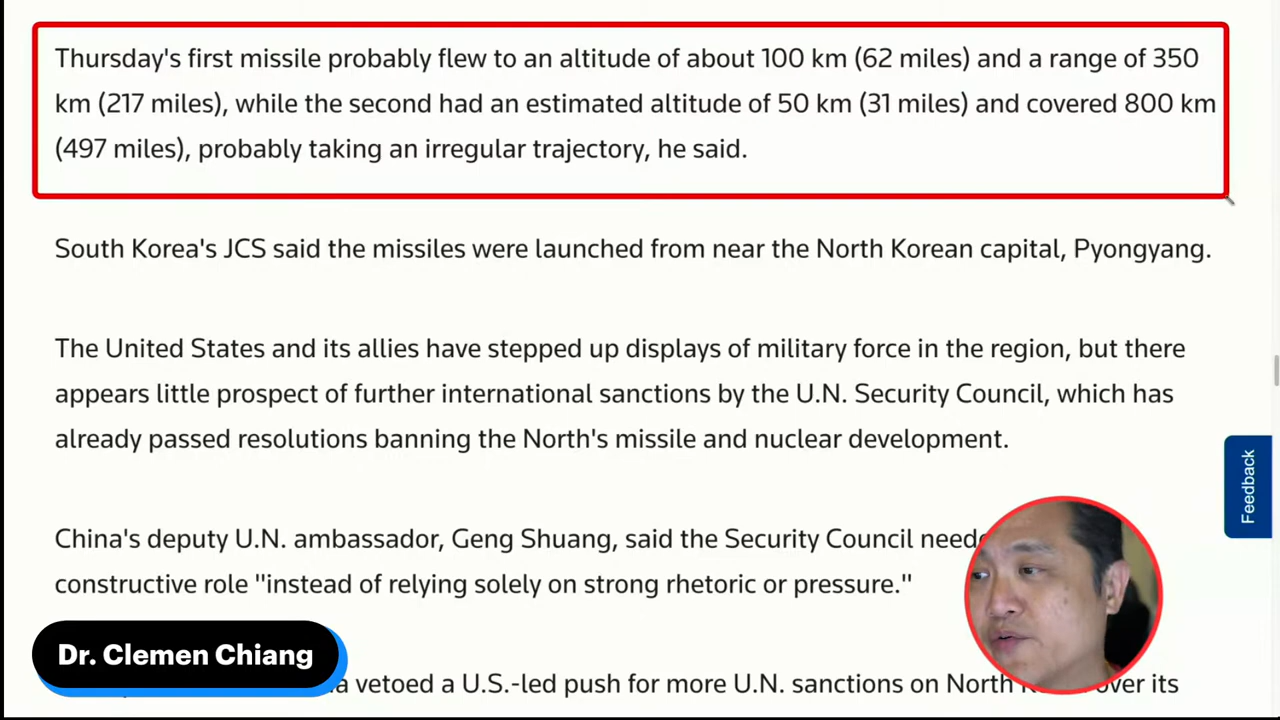 Thursday's first missile probably flew to an altitude of about 100 km (62 miles) and a range of 350
km (217 miles), while the second had an estimated altitude of 50 km (31 miles) and covered 800 km
(497 miles), probably taking an irregular trajectory, he said.
South Korea's JCS said the missiles were launched from near the North Korean capital, Pyongyang.
The United States and its allies have stepped up displays of military force in the region, but there
appears little prospect of further international sanctions by the U.N. Security Council, which has
already passed resolutions banning the North's missile and nuclear development.
Feedback
China's deputy U.N. ambassador, Geng Shuang, said the Security Council
constructive role "instead of relying solely on strong rhetoric or pressure."
Dr. Clemen Chiang
vetoed a U.S.-led push for more U.N. sanctions on North over its